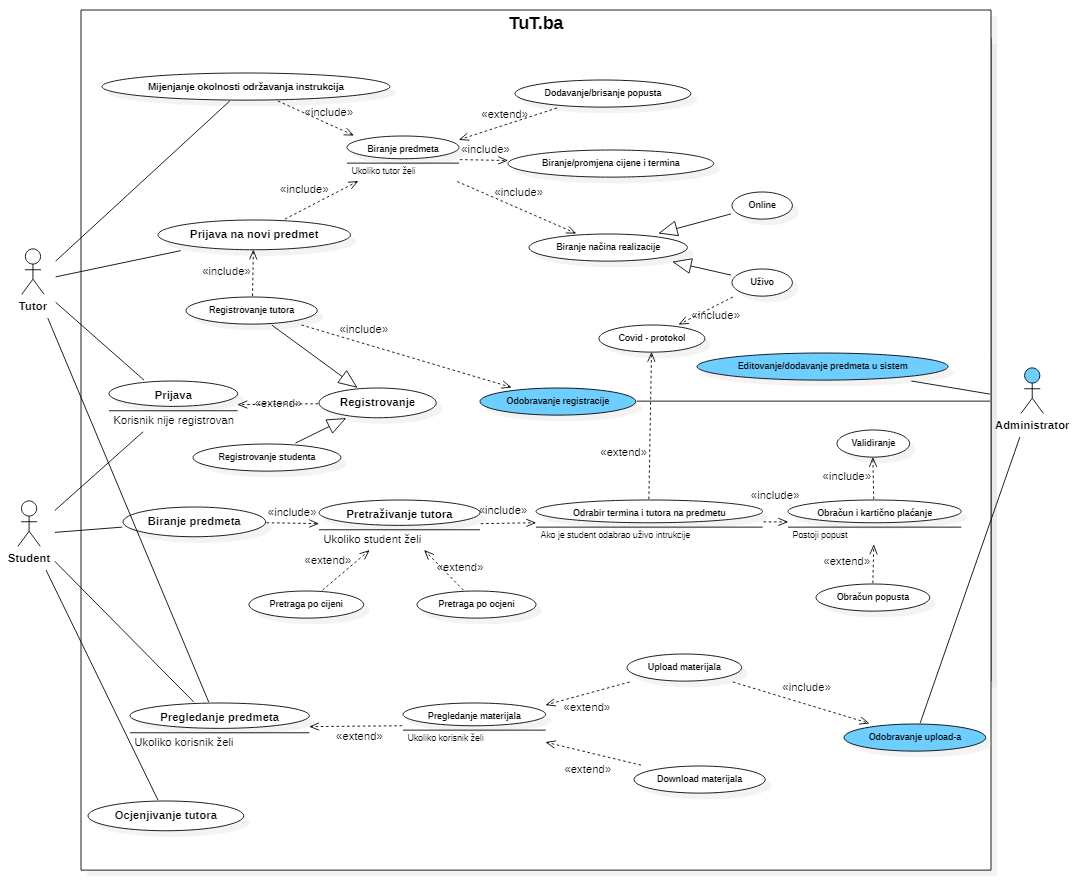 TuT.ba
Mijenjanje okolnosti održavanja instrukcija
Dodavanje/brisanje popusta
«include»
«extend»
Biranje predmeta
«include»
Biranje/promjena cijene i termina
Ukoliko tutor želi
«include»
«include»
Online
Prijava na novi predmet
Biranje načina realizacije
«include»
Uživo
Tutor
Registrovanje tutora
«include»
«include»
Covid - protokol
Editovanje/dodavanje predmeta u sistem
Prijava
«extend»
Registrovanje
Odobravanje registracije
Korisnik nije registrovan
Administrator
Validiranje
Registrovanje studenta
«extend»
«include»
«include»
Biranje predmeta
«include»
Pretraživanje tutora
«include»
Odrabir termina i tutora na predmetu
Obračun i kartično plaćanje
Ukoliko student želi
Ako je student odabrao uživo intrukcije
Postoji popust
Student
«extend»
«extend»
«extend»
Pretraga po cijeni
Pretraga po ocjeni
Obračun popusta
Upload materijala
«include»
«extend»
Pregledanje predmeta
Pregledanje materijala
Ukoliko korisnik želi
«extend»
Ukoliko korisnik želi
Odobravanje upload-a
«extend»
Download materijala
Ocjenjivanje tutora